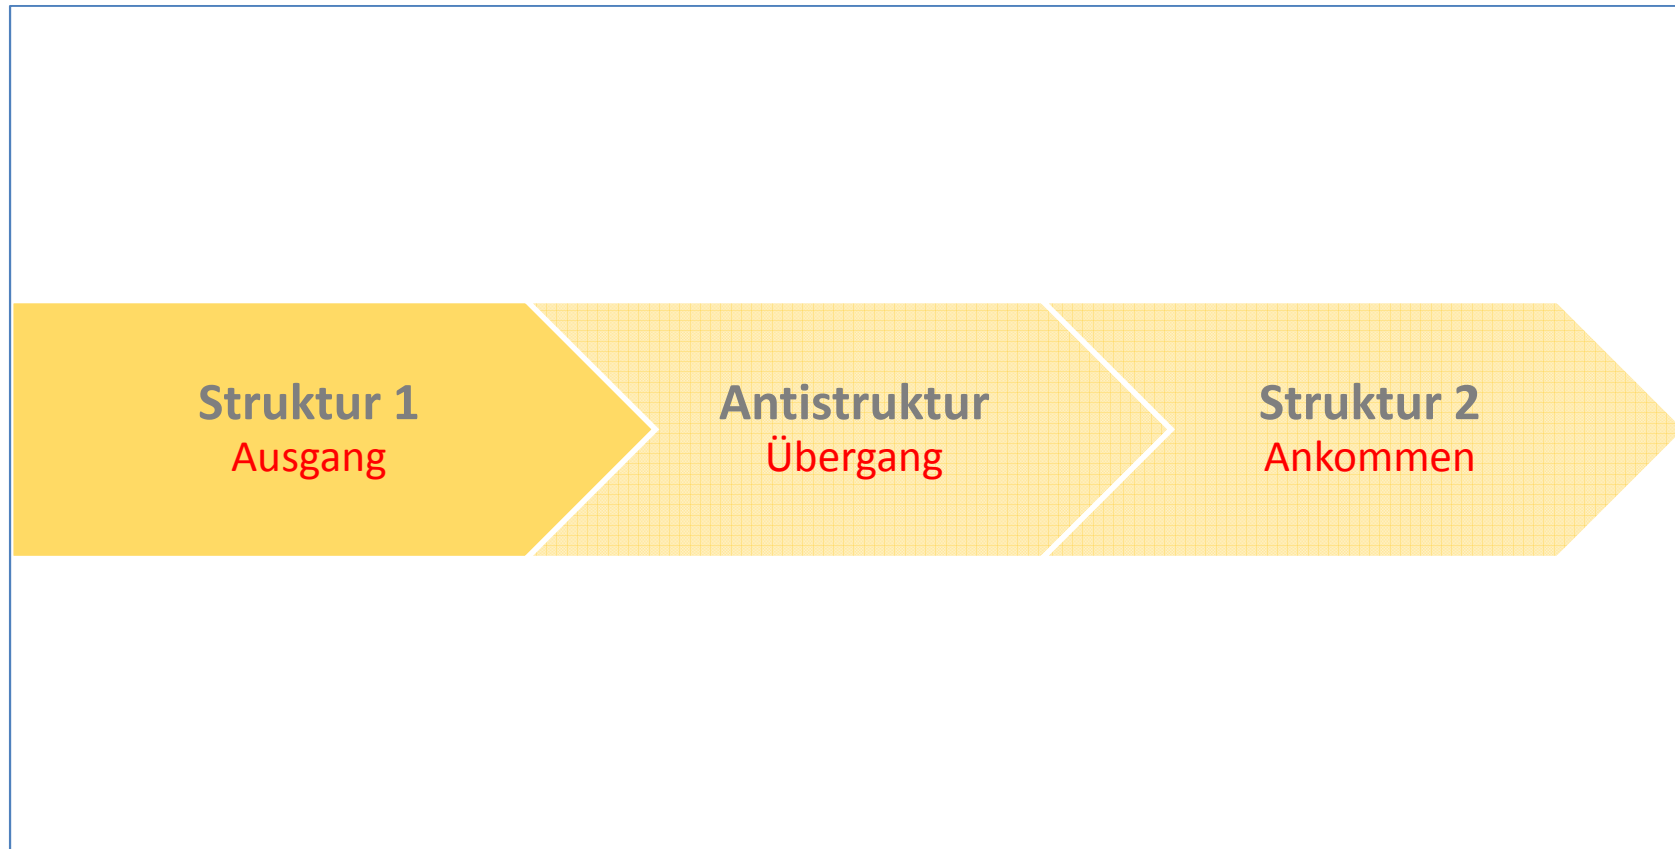 Struktur 1
Ausgang
Antistruktur
Übergang
Struktur 2
Ankommen